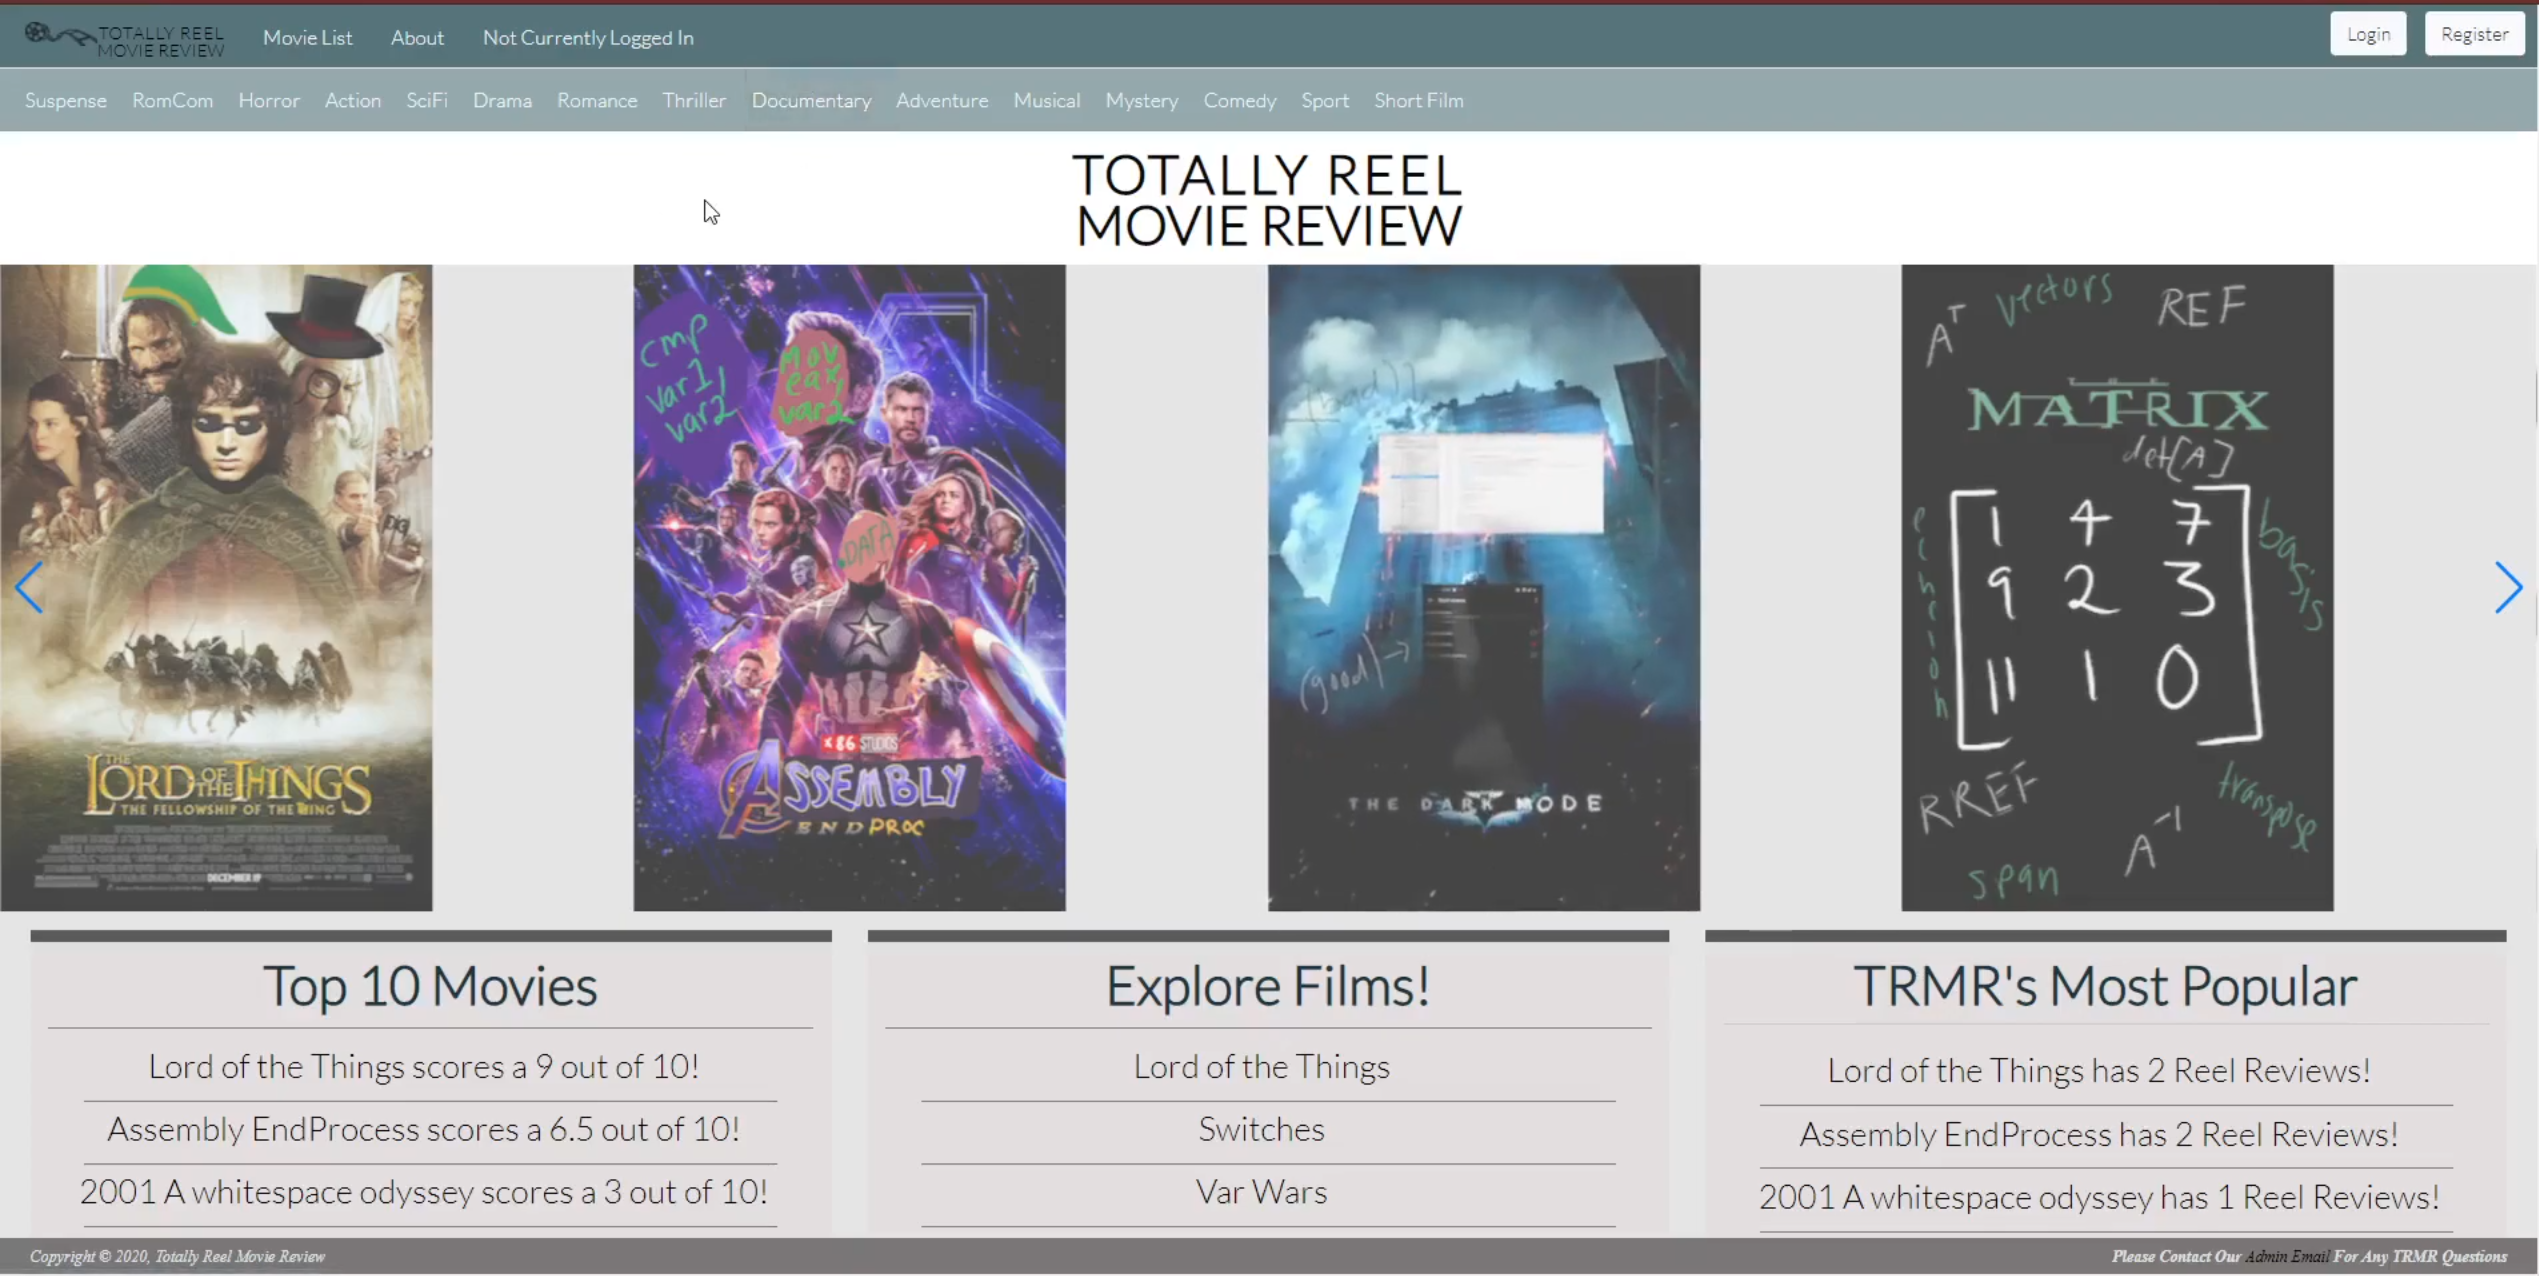 TOTALLY REEL
MOVIE REVIEW
Movie List About Not Currently Logged In Login Register
Suspense RomCom Horror Action SciFi Drama Romance Thriller Documentary Adventure Musical Mystery Comedy Sport Short Film
TOTALLY REEL
MOVIE REVIEW
THE
LORD OF THE THINGS
THE FELLOWSHIP OF THE THING
DECEMBER 19
cmp
var1,
var2
mov
eax,
var2
.DATA
x86 STUDIOS
ASSEMBLY
ENDPROC
(good)→
THE DARK MODE
Aᵀ vectors REF
MATRIX
det[A]
echelon
1 4 7
9 2 3
11 1 0
basis
RREF
transpose
A⁻¹
span
Top 10 Movies
Lord of the Things scores a 9 out of 10!
Assembly EndProcess scores a 6.5 out of 10!
2001 A whitespace odyssey scores a 3 out of 10!
Explore Films!
Lord of the Things
Switches
Var Wars
TRMR's Most Popular
Lord of the Things has 2 Reel Reviews!
Assembly EndProcess has 2 Reel Reviews!
2001 A whitespace odyssey has 1 Reel Reviews!
Copyright © 2020, Totally Reel Movie Review
Please Contact Our Admin Email For Any TRMR Questions